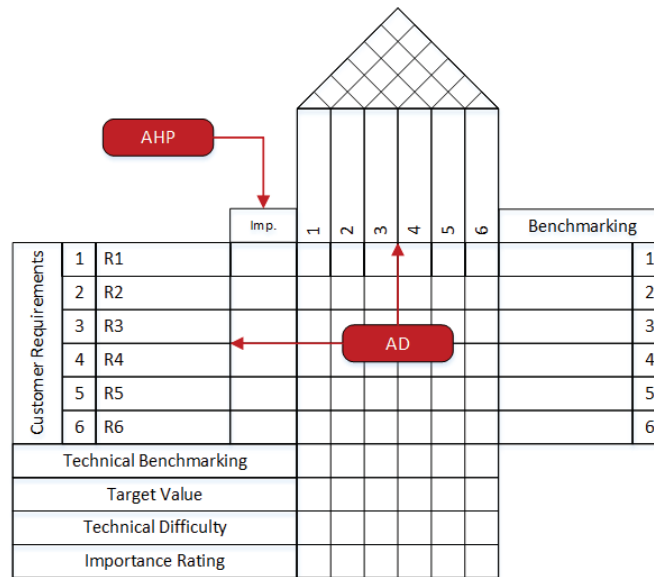 AHP
Imp. 1 2 3 4 5 6 Benchmarking
Customer Requirements
1 R1 1
2 R2 2
3 R3 3
AD
4 R4 4
5 R5 5
6 R6 6
Technical Benchmarking
Target Value
Technical Difficulty
Importance Rating